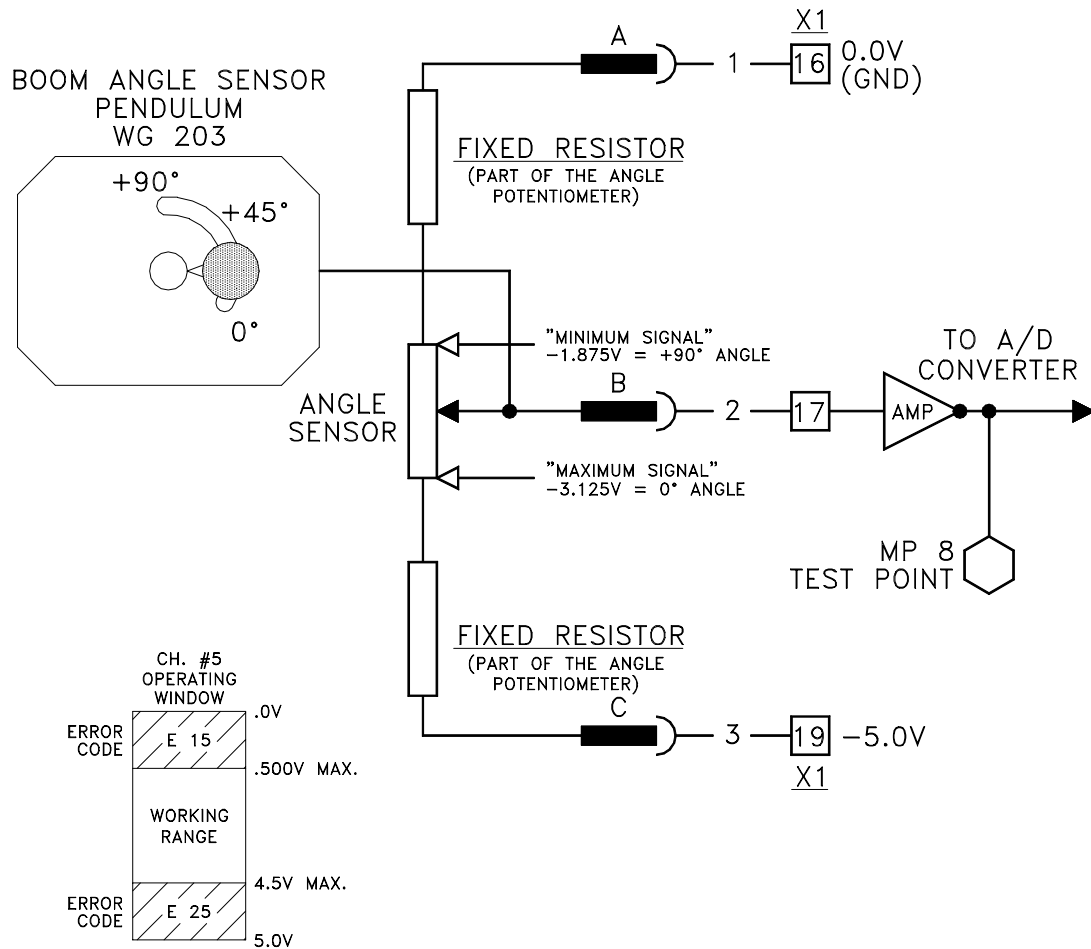 BOOM ANGLE SENSOR
PENDULUM
WG 203
+90°
+45°
0°
A
1
X1
16
0.0V
(GND)
FIXED RESISTOR
(PART OF THE ANGLE
POTENTIOMETER)
"MINIMUM SIGNAL"
-1.875V = +90° ANGLE
ANGLE
SENSOR
B
2
17
AMP
TO A/D
CONVERTER
"MAXIMUM SIGNAL"
-3.125V = 0° ANGLE
MP 8
TEST POINT
FIXED RESISTOR
(PART OF THE ANGLE
POTENTIOMETER)
C
3
19
-5.0V
X1
CH. #5
OPERATING
WINDOW
.0V
ERROR
CODE
E 15
.500V MAX.
WORKING
RANGE
4.5V MAX.
ERROR
CODE
E 25
5.0V